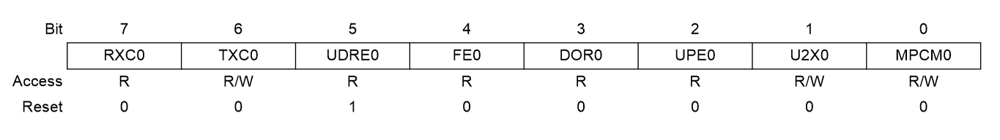 Bit 7 6 5 4 3 2 1 0
RXC0 TXC0 UDRE0 FE0 DOR0 UPE0 U2X0 MPCM0
Access R R/W R R R R R/W R/W
Reset 0 0 1 0 0 0 0 0